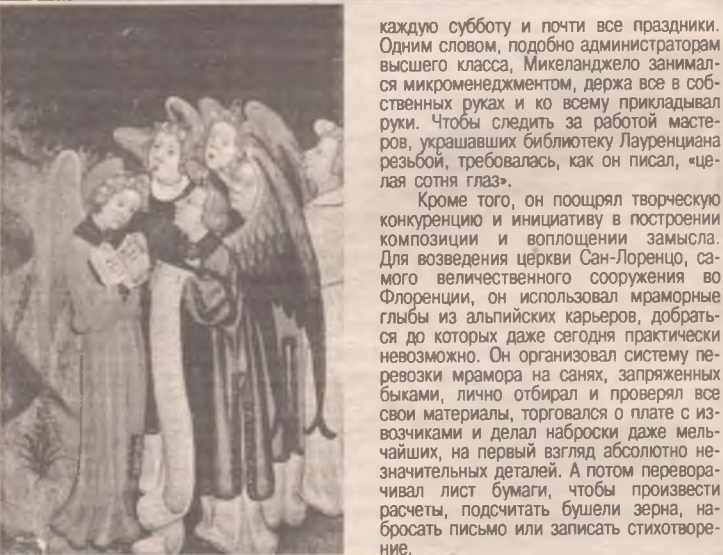 каждую субботу и почти все праздники.
Одним словом, подобно администраторам
высшего класса, Микеланджело занимал-
ся микроменеджментом, держа все в соб-
ственных руках и ко всему прикладывал
руки. Чтобы следить за работой масте-
ров, украшавших библиотеку Лауренциана
резьбой, требовалась, как он писал, «це-
лая сотня глаз».
Кроме того, он поощрял творческую
конкуренцию и инициативу в построении
композиции и воплощении замысла.
Для возведения церкви Сан-Лоренцо, са-
мого величественного сооружения во
Флоренции, он использовал мраморные
глыбы из альпийских карьеров, добрать-
ся до которых даже сегодня практически
невозможно. Он организовал систему пе-
ревозки мрамора на санях, запряженных
быками, лично отбирал и проверял все
свои материалы, торговался о плате с из-
возчиками и делал наброски даже мель-
чайших, на первый взгляд абсолютно не-
значительных деталей. А потом перевора-
чивал лист бумаги, чтобы произвести
расчеты, подсчитать бушели зерна, на-
бросать письмо или записать стихотворе-
ние.